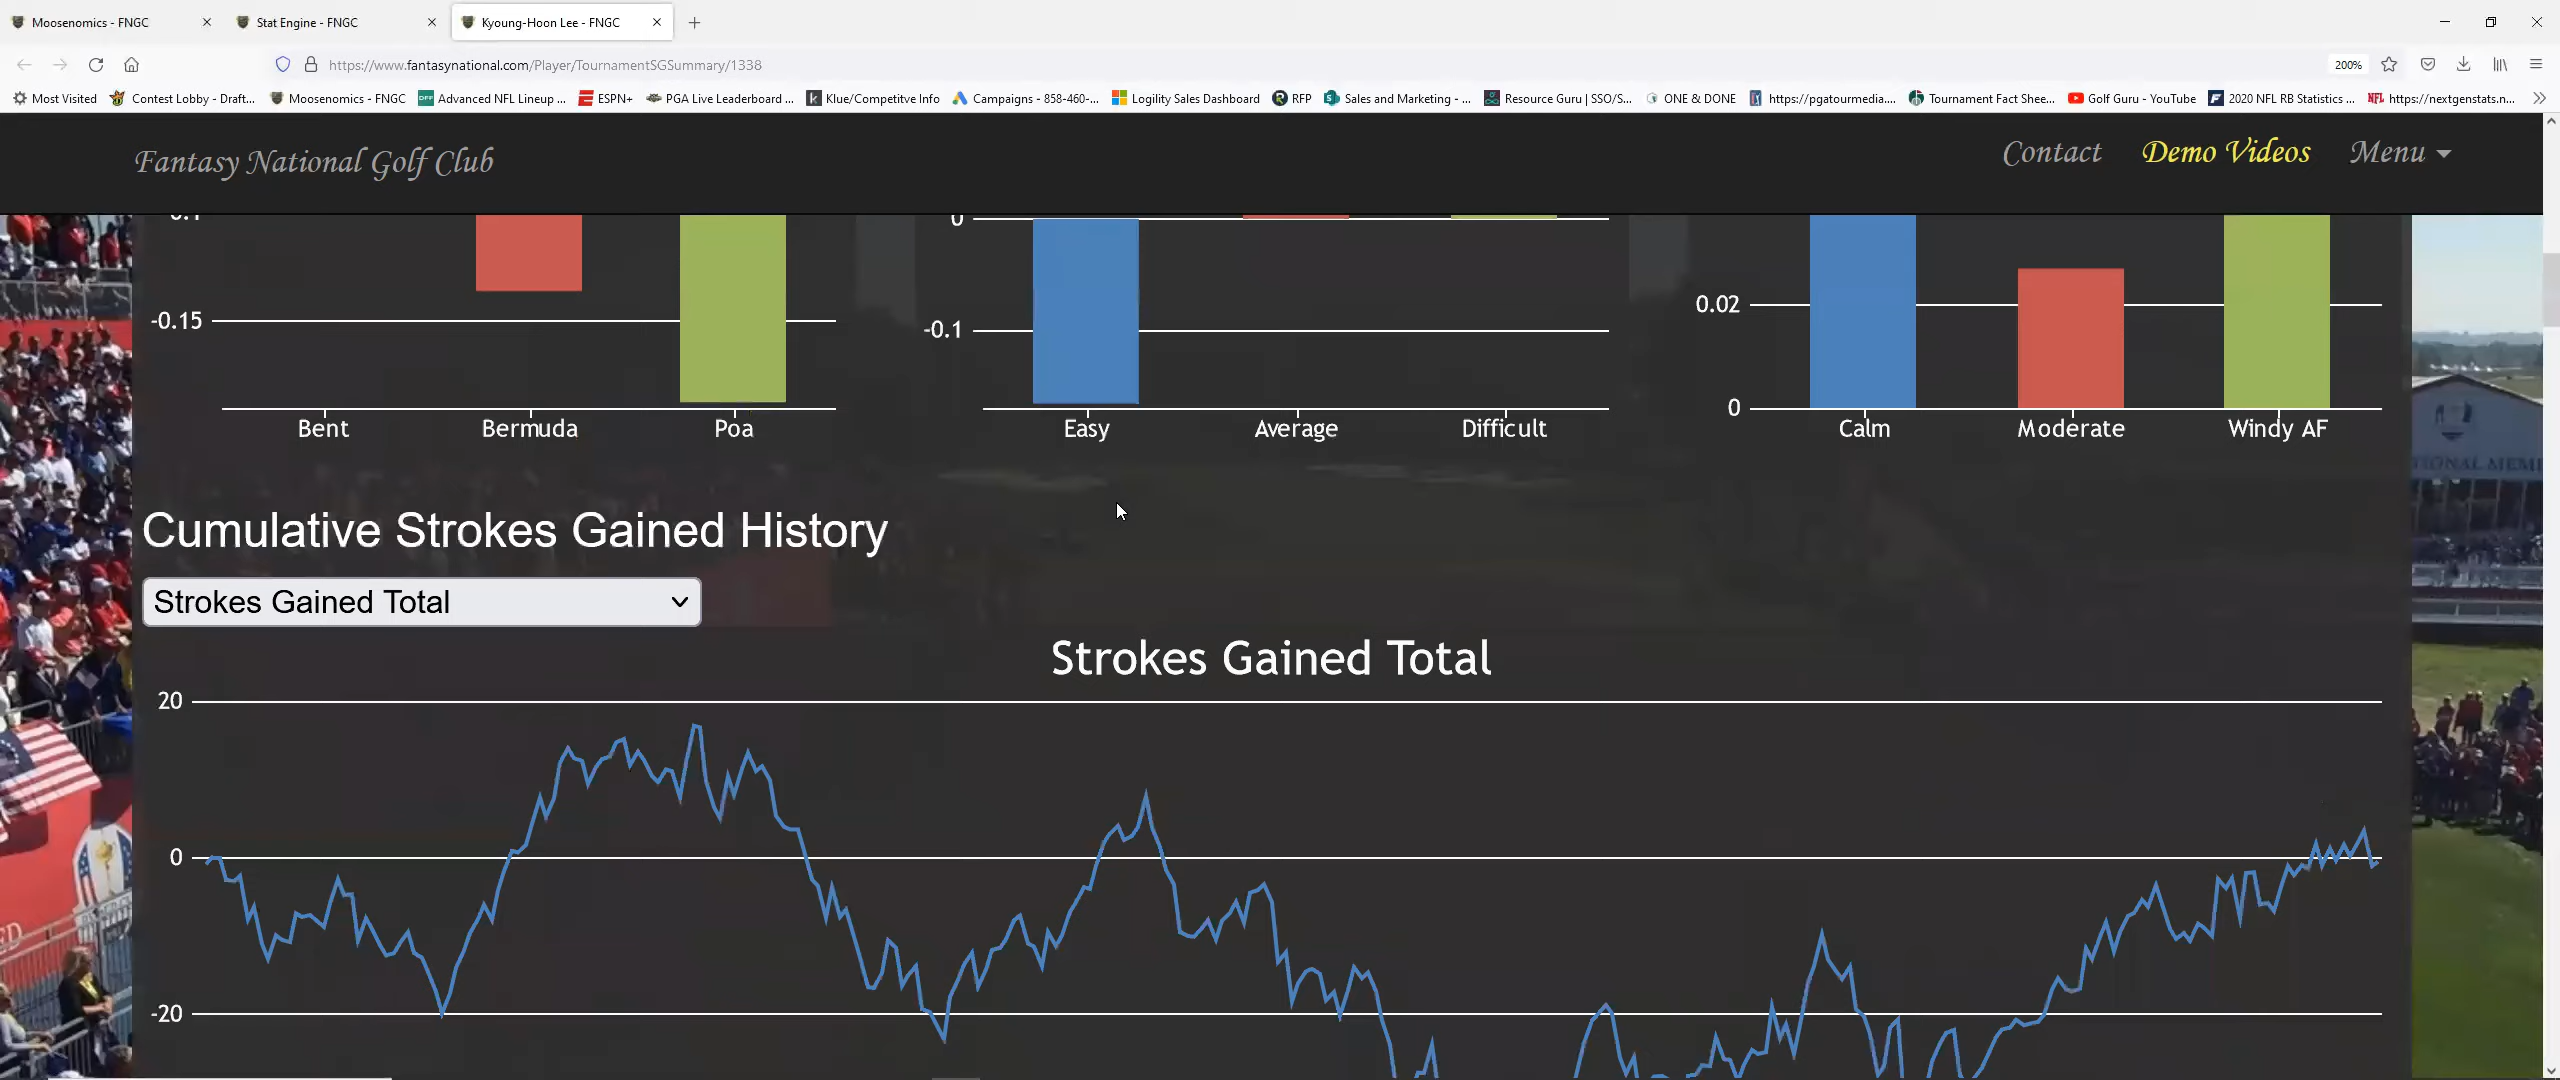 Moosenomics - FNGC
Stat Engine - FNGC
Kyoung-Hoon Lee - FNGC
https://www.fantasynational.com/Player/TournamentSGSummary/1338
200%
Most Visited
Contest Lobby - Draft...
Moosenomics - FNGC
Advanced NFL Lineup ...
ESPN+
PGA Live Leaderboard ...
Klue/Competitve Info
Campaigns - 858-460-...
Logility Sales Dashboard
RFP
Sales and Marketing - ...
Resource Guru | SSO/S...
ONE & DONE
https://pgatourmedia....
Tournament Fact Shee...
Golf Guru - YouTube
2020 NFL RB Statistics ...
https://nextgenstats.n...
Fantasy National Golf Club
Contact
Demo Videos
Menu
-0.15
Bent Bermuda Poa
0
-0.1
Easy Average Difficult
0.02
0
Calm Moderate Windy AF
Cumulative Strokes Gained History
Strokes Gained Total
Strokes Gained Total
20
0
-20